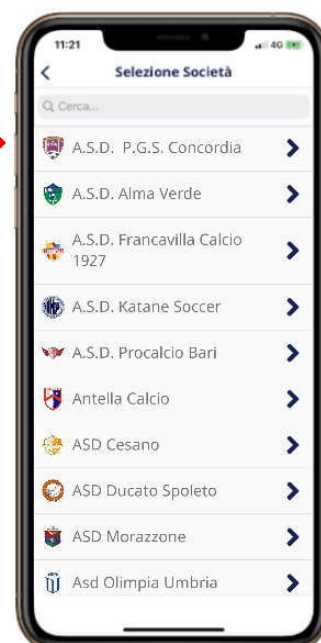 11:21
4G
Selezione Società
Cerca...
A.S.D. P.G.S. Concordia
A.S.D. Alma Verde
A.S.D. Francavilla Calcio
1927
A.S.D. Katane Soccer
A.S.D. Procalcio Bari
Antella Calcio
ASD Cesano
ASD Ducato Spoleto
ASD Morazzone
Asd Olimpia Umbria